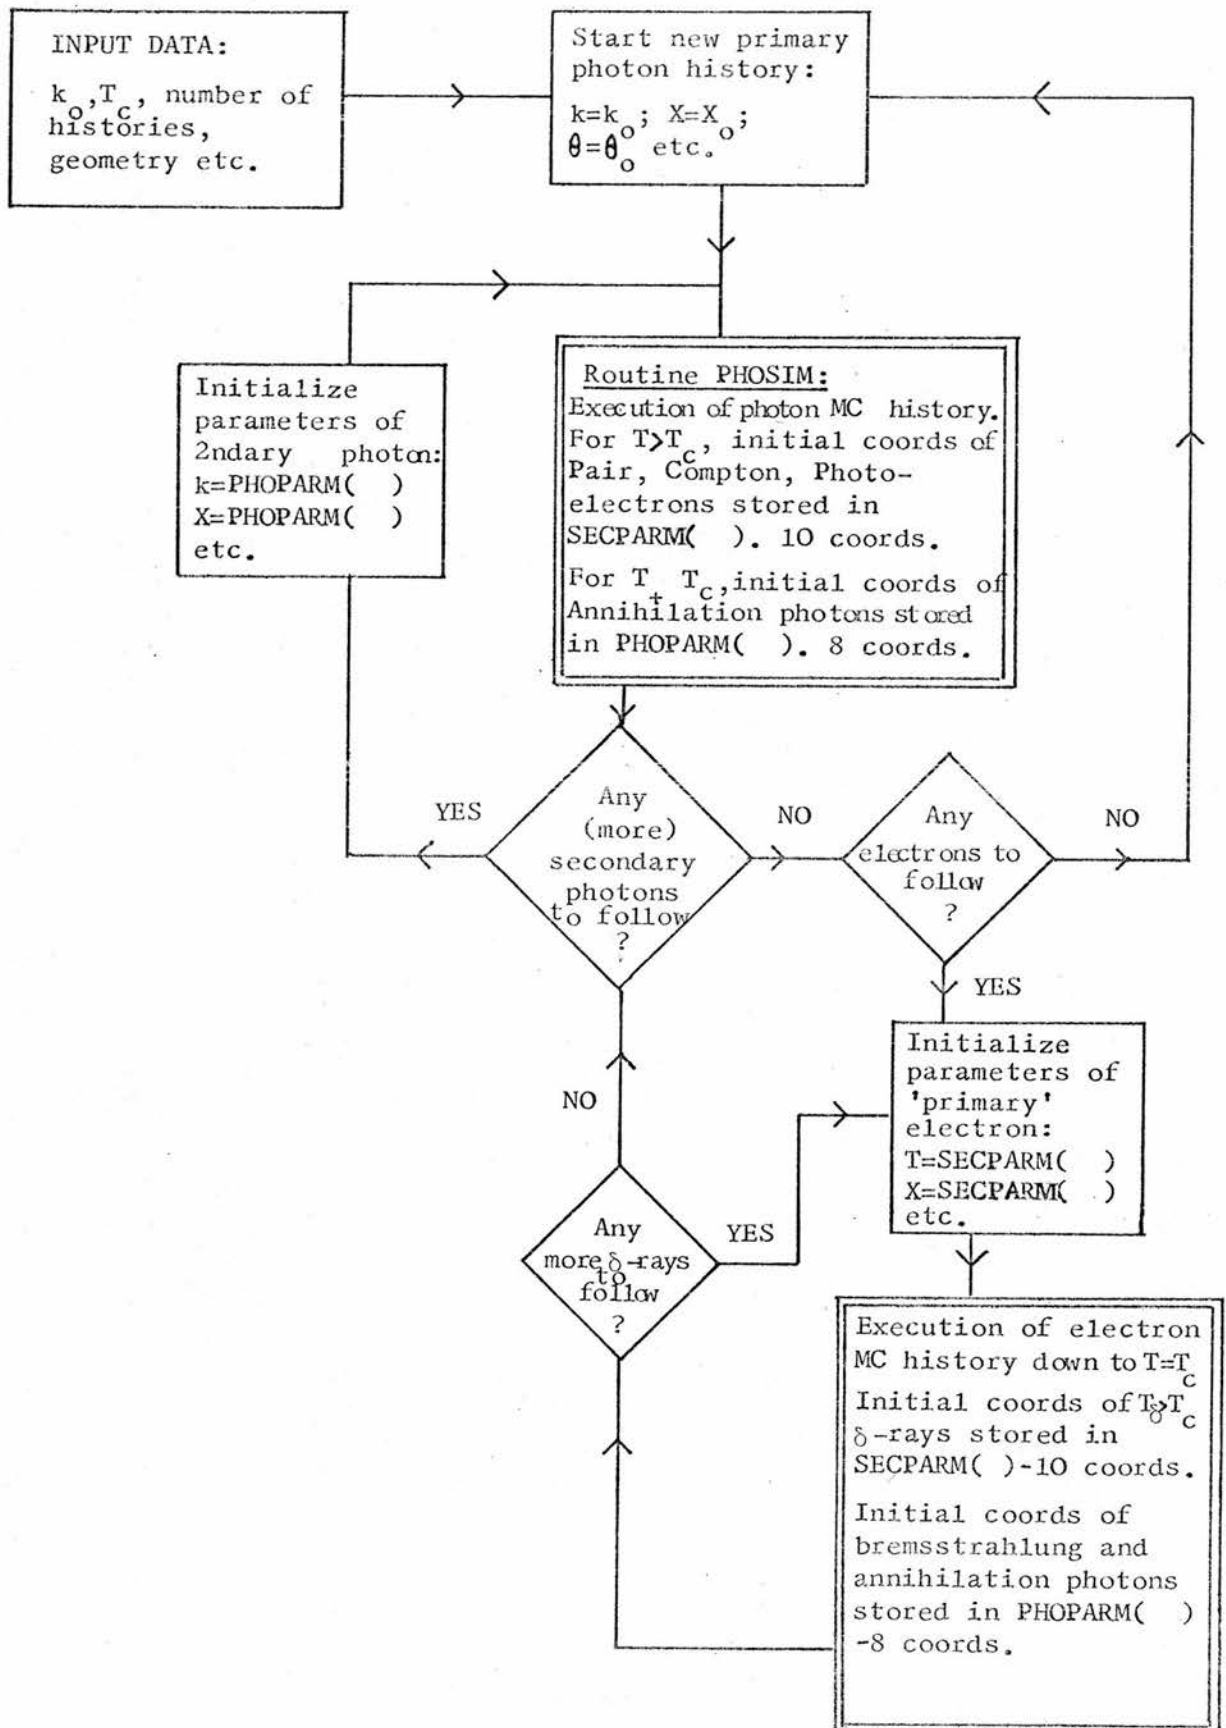 INPUT DATA:
k_o, T_c, number of
histories,
geometry etc.
Start new primary
photon history:
k=k_o; X=X_o;
θ=θ_o etc.
Initialize
parameters of
2ndary photon:
k=PHOPARM( )
X=PHOPARM( )
etc.
Routine PHOSIM:
Execution of photon MC history.
For T>T_c, initial coords of
Pair, Compton, Photo-
electrons stored in
SECPARM( ). 10 coords.
For T_+ T_c, initial coords of
Annihilation photons stored
in PHOPARM( ). 8 coords.
YES
Any
(more)
secondary
photons
to follow
?
NO
Any
electrons to
follow
?
NO
YES
Initialize
parameters of
'primary'
electron:
T=SECPARM( )
X=SECPARM( )
etc.
NO
Any
more δ-rays
to
follow
?
YES
Execution of electron
MC history down to T=T_c
Initial coords of T_δ>T_c
δ-rays stored in
SECPARM( )-10 coords.
Initial coords of
bremsstrahlung and
annihilation photons
stored in PHOPARM( )
-8 coords.